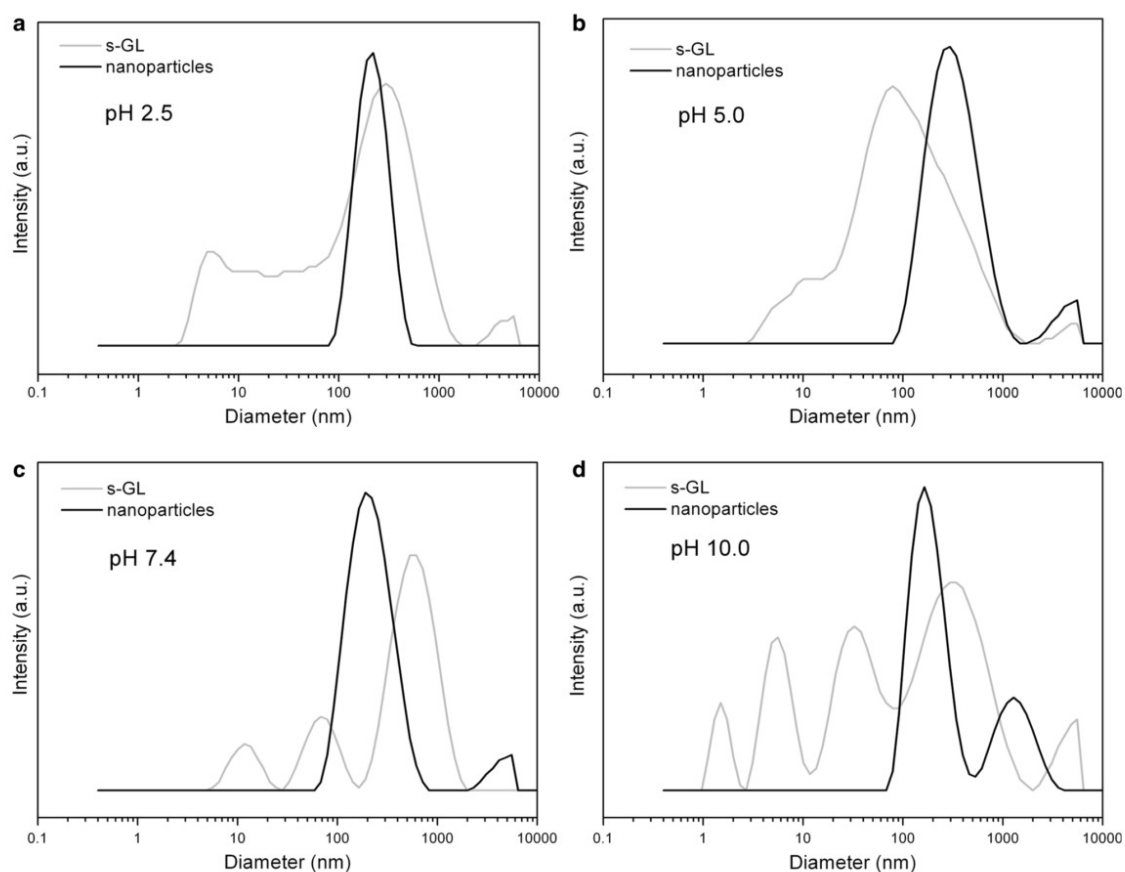 a
s-GL
nanoparticles
pH 2.5
Intensity (a.u.)
0.1 1 10 100 1000 10000
Diameter (nm)
b
s-GL
nanoparticles
pH 5.0
Intensity (a.u.)
0.1 1 10 100 1000 10000
Diameter (nm)
c
s-GL
nanoparticles
pH 7.4
Intensity (a.u.)
0.1 1 10 100 1000 10000
Diameter (nm)
d
s-GL
nanoparticles
pH 10.0
Intensity (a.u.)
0.1 1 10 100 1000 10000
Diameter (nm)